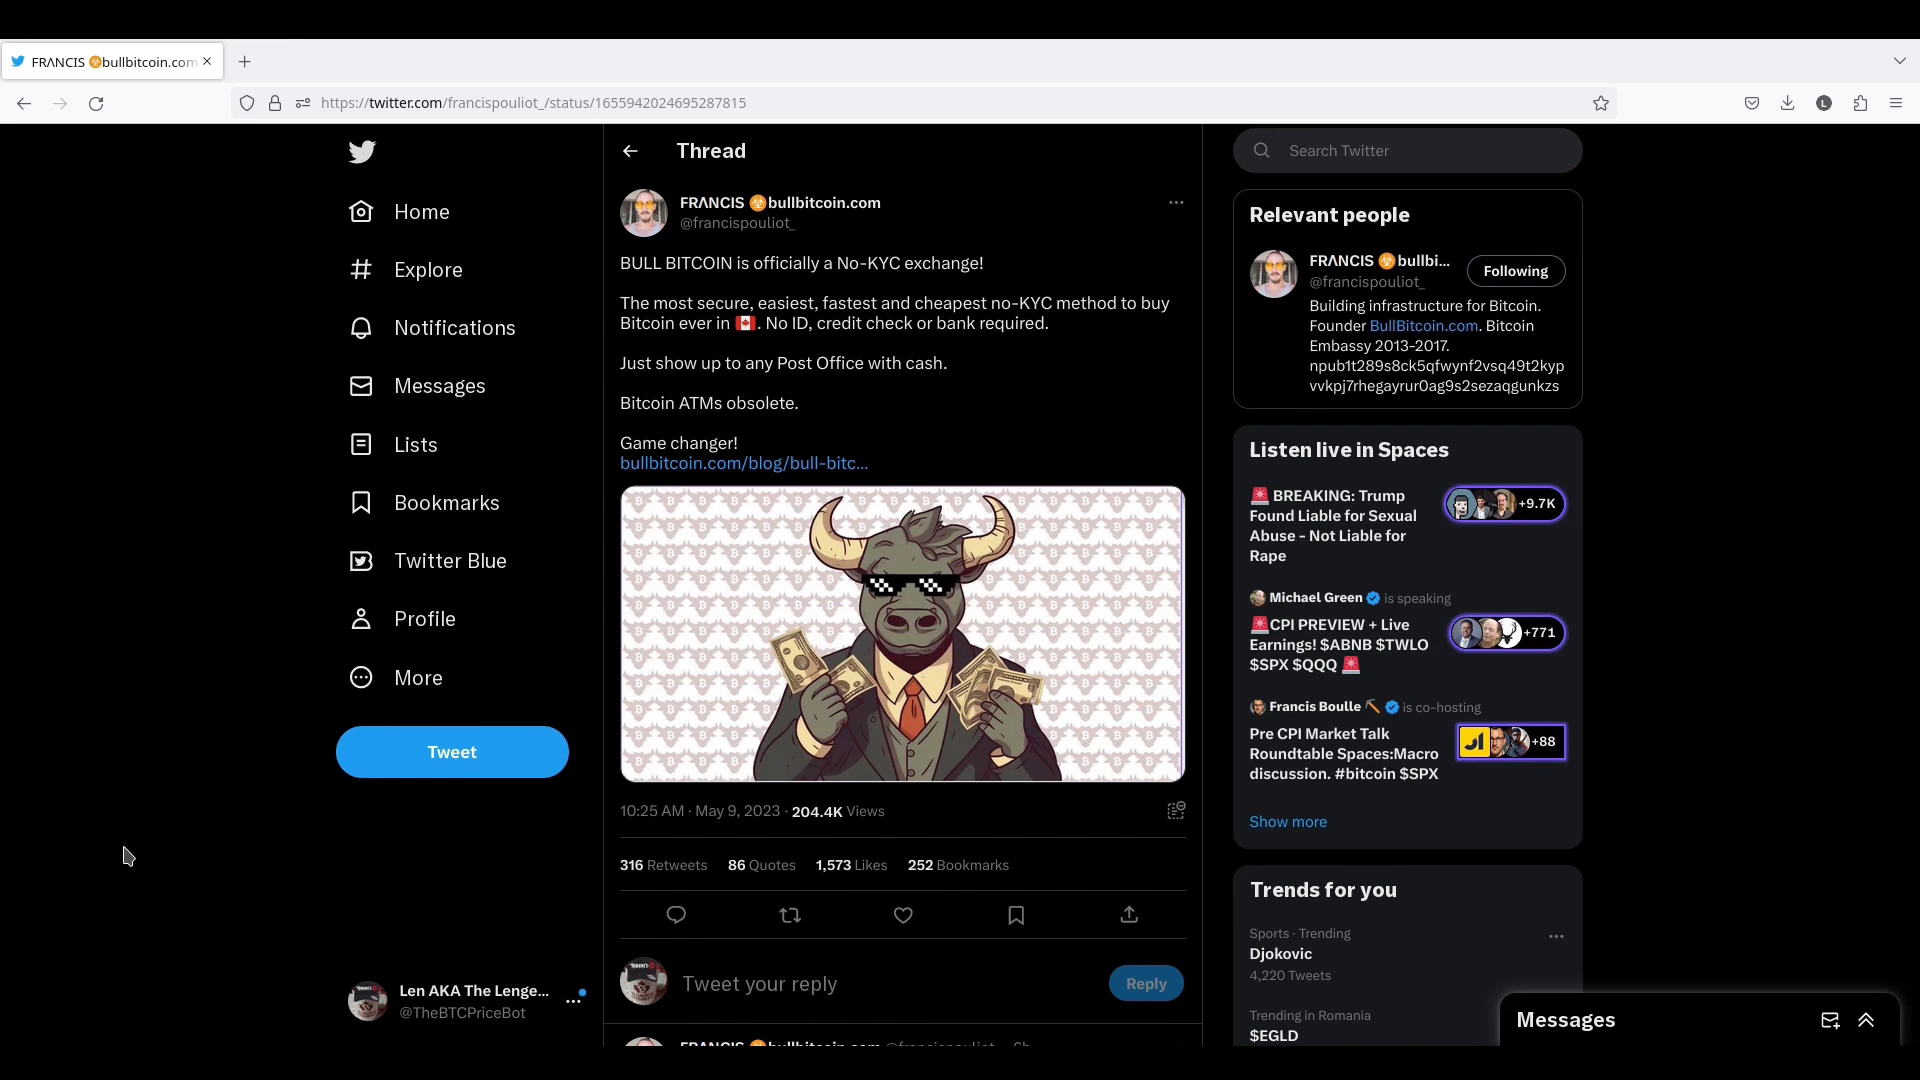 FRΛNCIS ☣bullbitcoin.com
https://twitter.com/francispouliot_/status/1655942024695287815
L
Home
Explore
Notifications
Messages
Lists
Bookmarks
Twitter Blue
Profile
More
Tweet
Len AKA The Lenge...
@TheBTCPriceBot
Thread
FRΛNCIS ☣bullbitcoin.com
@francispouliot_
BULL BITCOIN is officially a No-KYC exchange!
The most secure, easiest, fastest and cheapest no-KYC method to buy
Bitcoin ever in 🇨🇦. No ID, credit check or bank required.
Just show up to any Post Office with cash.
Bitcoin ATMs obsolete.
Game changer!
bullbitcoin.com/blog/bull-bitc...
10:25 AM · May 9, 2023 · 204.4K Views
316 Retweets 86 Quotes 1,573 Likes 252 Bookmarks
Tweet your reply
Reply
FRΛNCIS ☣bullbitcoin.com @francispouliot_ · 6h
Search Twitter
Relevant people
FRΛNCIS ☣bullbi...
Following
@francispouliot_
Building infrastructure for Bitcoin.
Founder BullBitcoin.com. Bitcoin
Embassy 2013-2017.
npub1t289s8ck5qfwynf2vsq49t2kyp
vvkpj7rhegayrur0ag9s2sezaqgunkzs
Listen live in Spaces
🚨 BREAKING: Trump
Found Liable for Sexual
Abuse - Not Liable for
Rape
+9.7K
Michael Green is speaking
🚨CPI PREVIEW + Live
Earnings! $ABNB $TWLO
$SPX $QQQ 🚨
+771
Francis Boulle ⛏ is co-hosting
Pre CPI Market Talk
Roundtable Spaces:Macro
discussion. #bitcoin $SPX
+88
Show more
Trends for you
Sports · Trending
Djokovic
4,220 Tweets
Trending in Romania
$EGLD
Messages